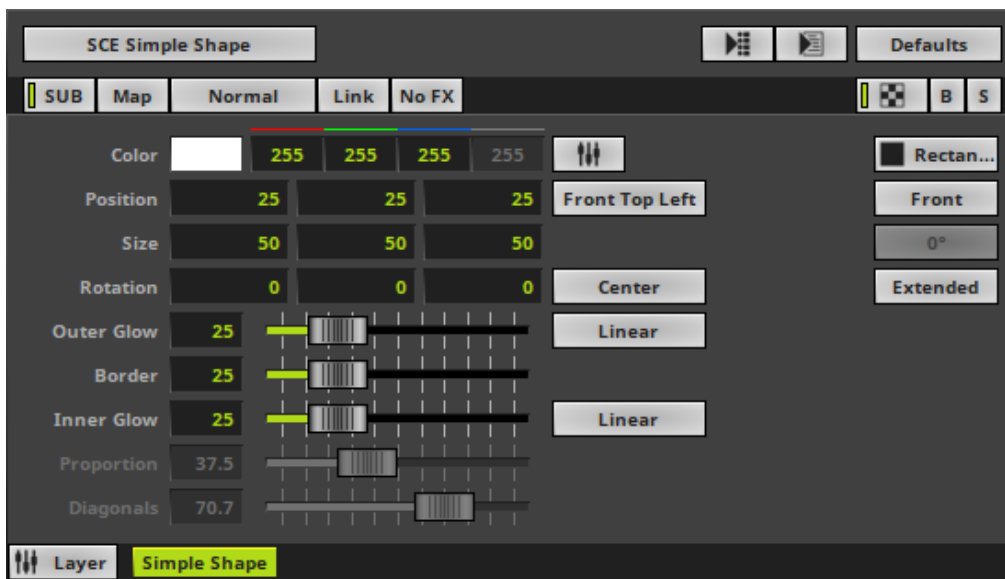 SCE Simple Shape Defaults
SUB Map Normal Link No FX B S
Color 255 255 255 255 Rectan...
Position 25 25 25 Front Top Left Front
Size 50 50 50 0°
Rotation 0 0 0 Center Extended
Outer Glow 25 Linear
Border 25
Inner Glow 25 Linear
Proportion 37.5
Diagonals 70.7
Layer Simple Shape